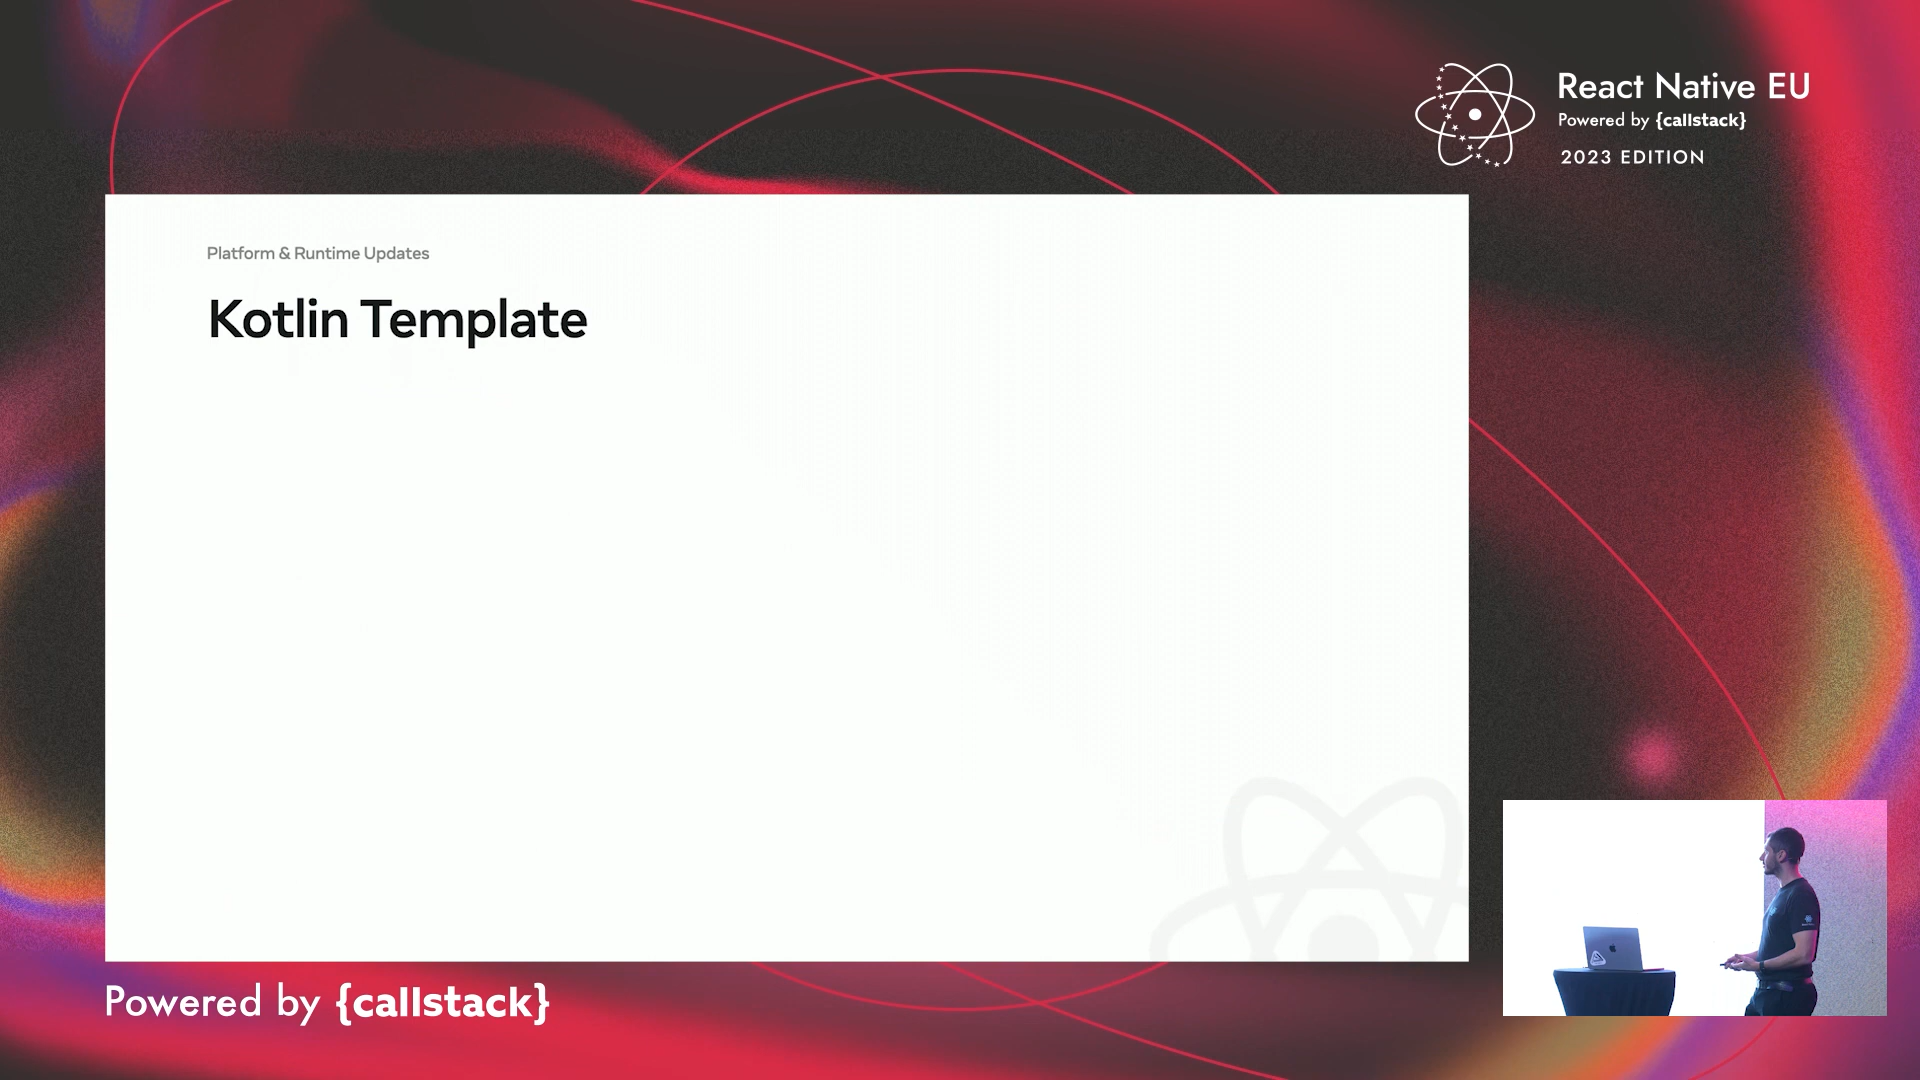 React Native EU
Powered by {callstack}
2023 EDITION
Platform & Runtime Updates
Kotlin Template
Powered by {callstack}